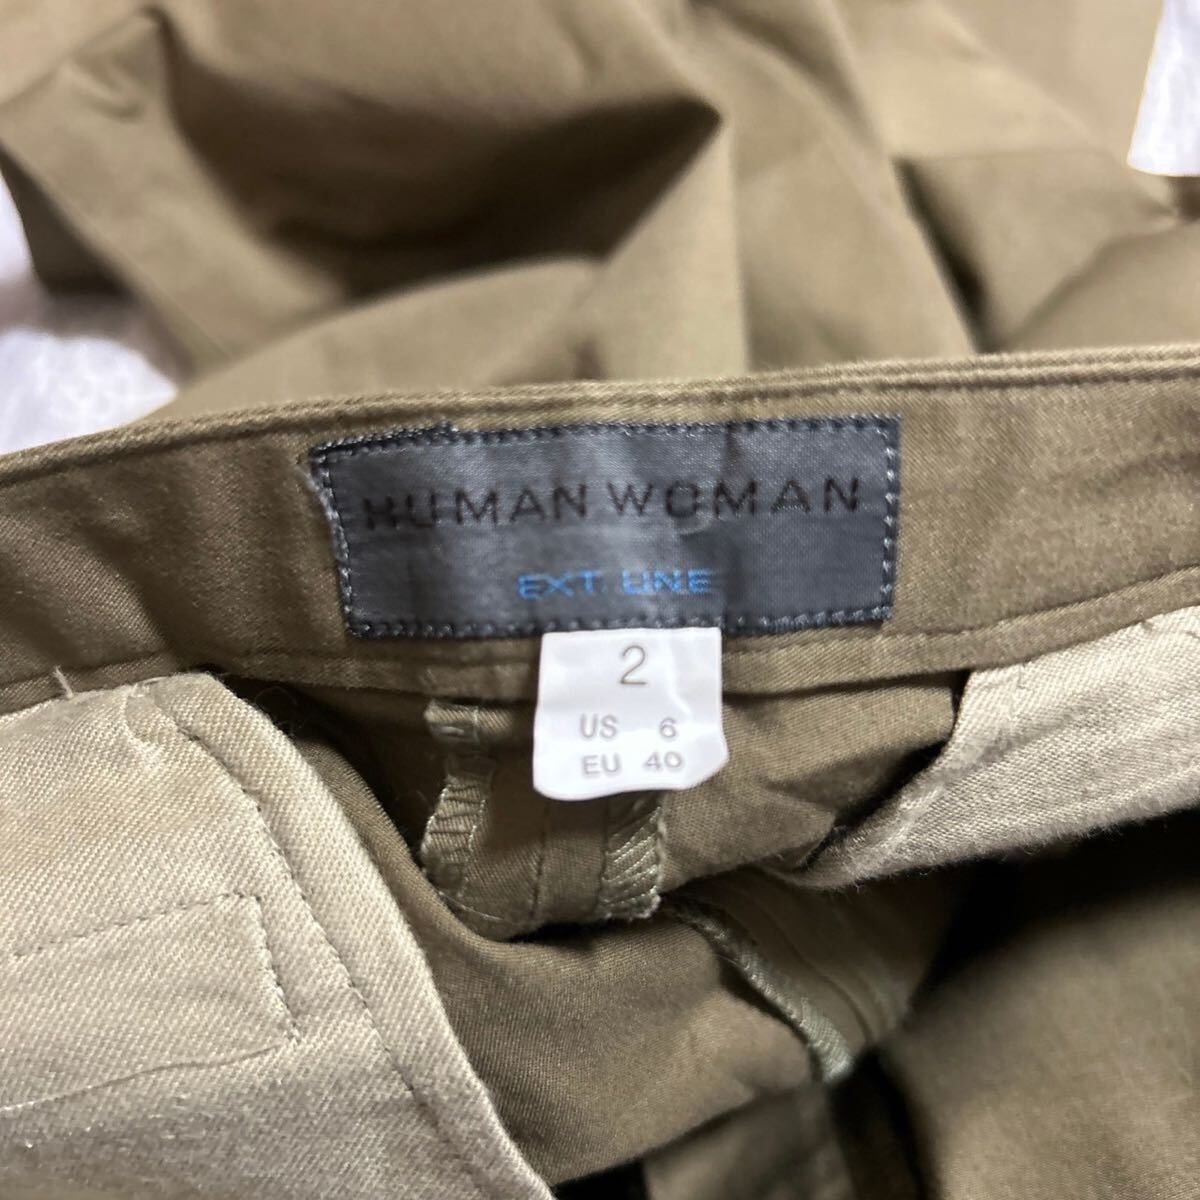 HUMAN WOMAN
EXT. LINE
2
US 6
EU 40